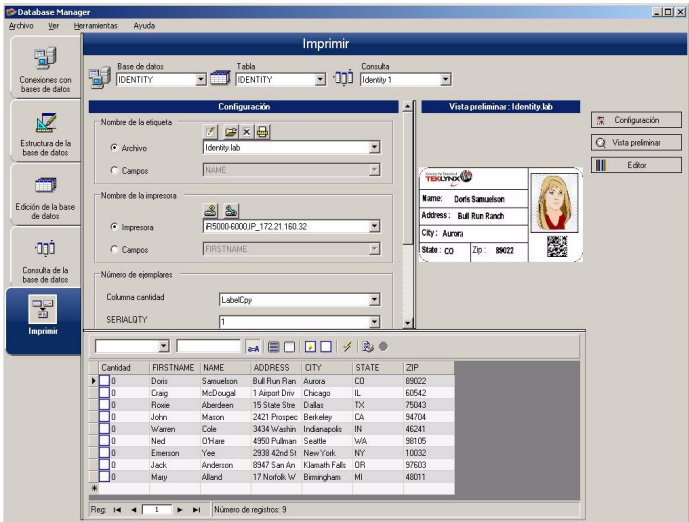 Database Manager
Archivo Ver Herramientas Ayuda
Imprimir
Conexiones con bases de datos
Estructura de la base de datos
Edición de la base de datos
Consulta de la base de datos
Imprimir
Base de datos
IDENTITY
Tabla
IDENTITY
Consulta
Identity1
Configuración
Nombre de la etiqueta
Archivo Identity.lab
Campos NAME
Nombre de la impresora
Impresora iR5000-6000,IP_172.21.160.32
Campos FIRSTNAME
Número de ejemplares
Columna cantidad LabelCpy
SERIALQTY 1
Vista preliminar : Identity.lab
TEKLYNX
Name: Doris Samuelson
Address: Bull Run Ranch
City: Aurora
State: CO Zip: 89022
Configuración
Vista preliminar
Editor
a=A
Cantidad FIRSTNAME NAME ADDRESS CITY STATE ZIP
0 Doris Samuelson Bull Run Ran Aurora CO 89022
0 Craig McDougal 1 Airport Driv Chicago IL 60542
0 Roxie Aberdeen 15 State Stre Dallas TX 75043
0 John Mason 2421 Prospec Berkeley CA 94704
0 Warren Cole 3434 Washin Indianapolis IN 46241
0 Ned O'Hare 4950 Pullman Seattle WA 98105
0 Emerson Yee 2938 42nd St New York NY 10032
0 Jack Anderson 8947 San An Klamath Falls OR 97603
0 Mary Alland 17 Norfolk W Birmingham MI 48011
Reg: 1 Número de registros: 9